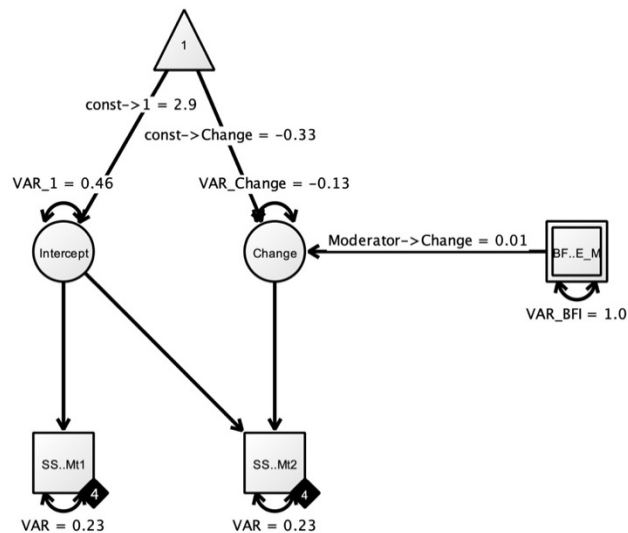 1
const->1 = 2.9
const->Change = -0.33
VAR_1 = 0.46
VAR_Change = -0.13
Intercept
Change
Moderator->Change = 0.01
BF..E_M
VAR_BFI = 1.0
SS..Mt1
4
SS..Mt2
4
VAR = 0.23
VAR = 0.23